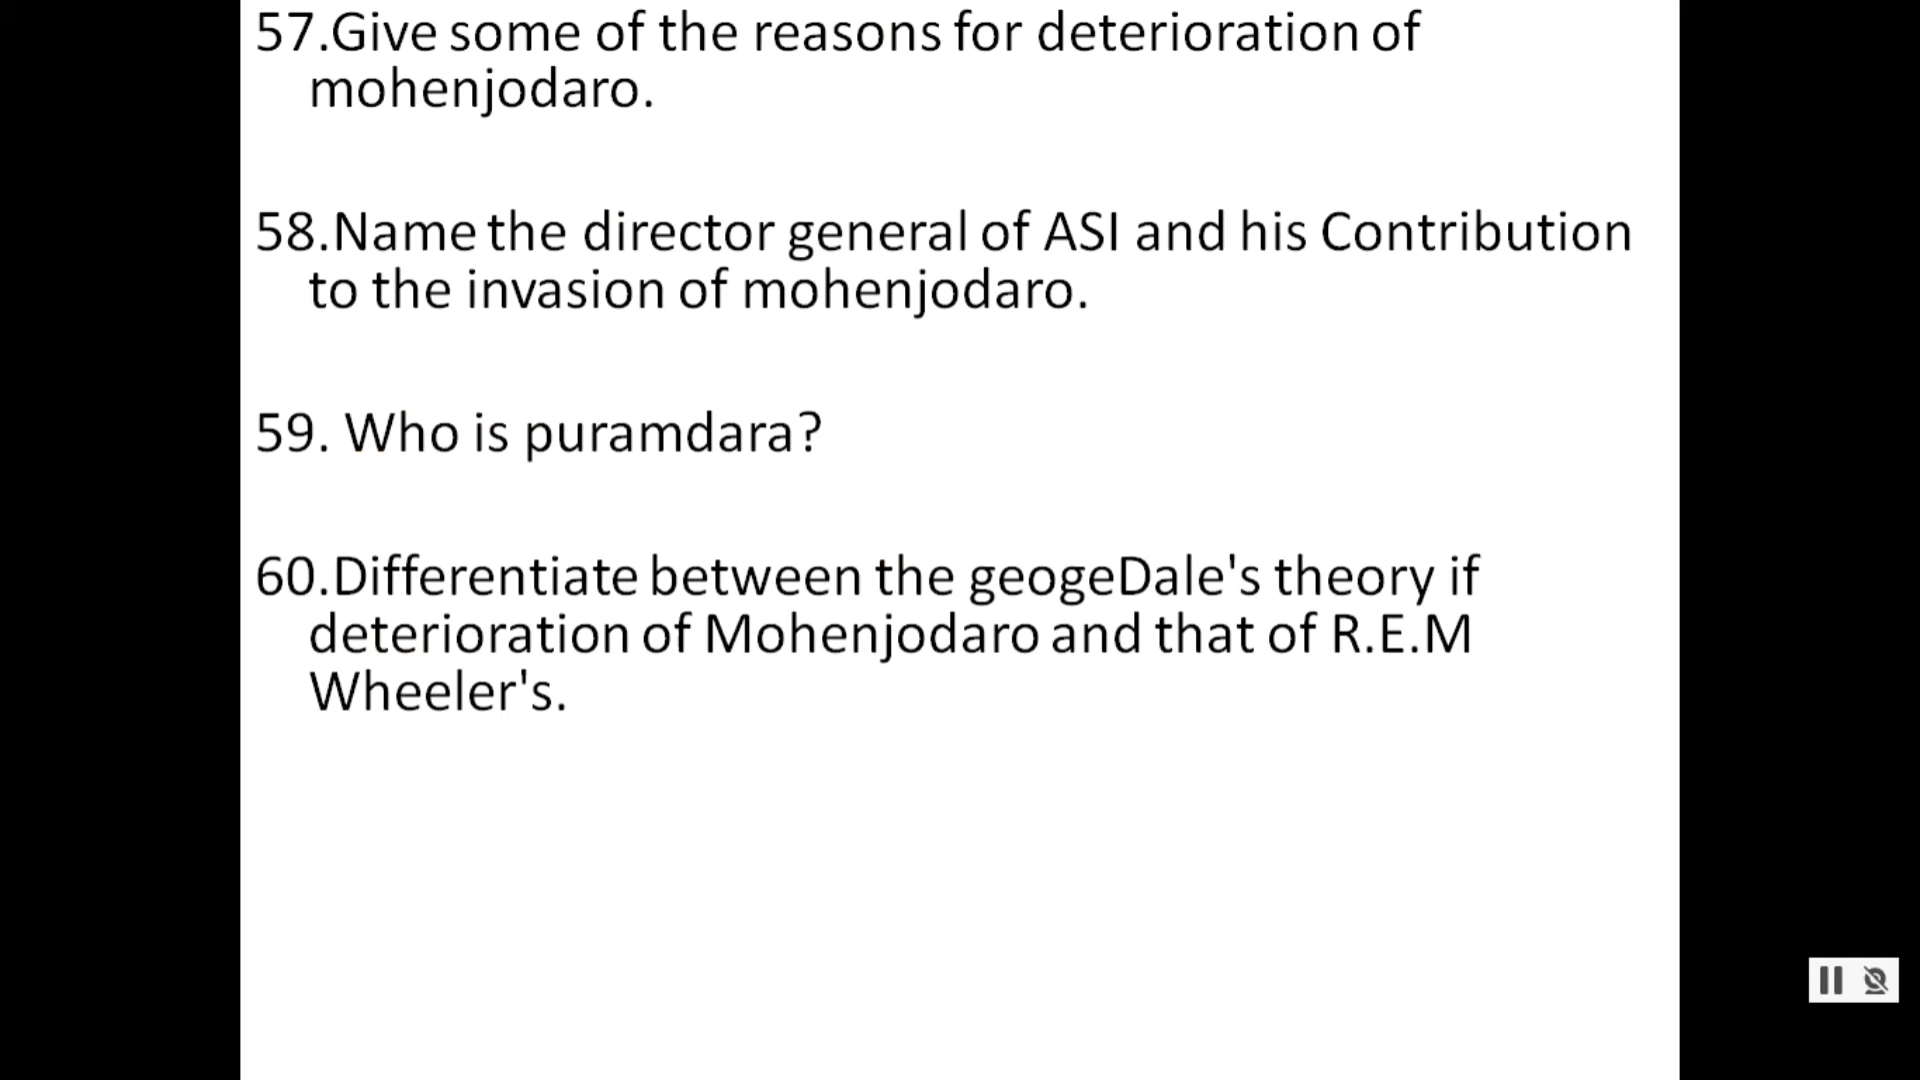 57.Give some of the reasons for deterioration of
mohenjodaro.
58.Name the director general of ASI and his Contribution
to the invasion of mohenjodaro.
59. Who is puramdara?
60.Differentiate between the geogeDale's theory if
deterioration of Mohenjodaro and that of R.E.M
Wheeler's.